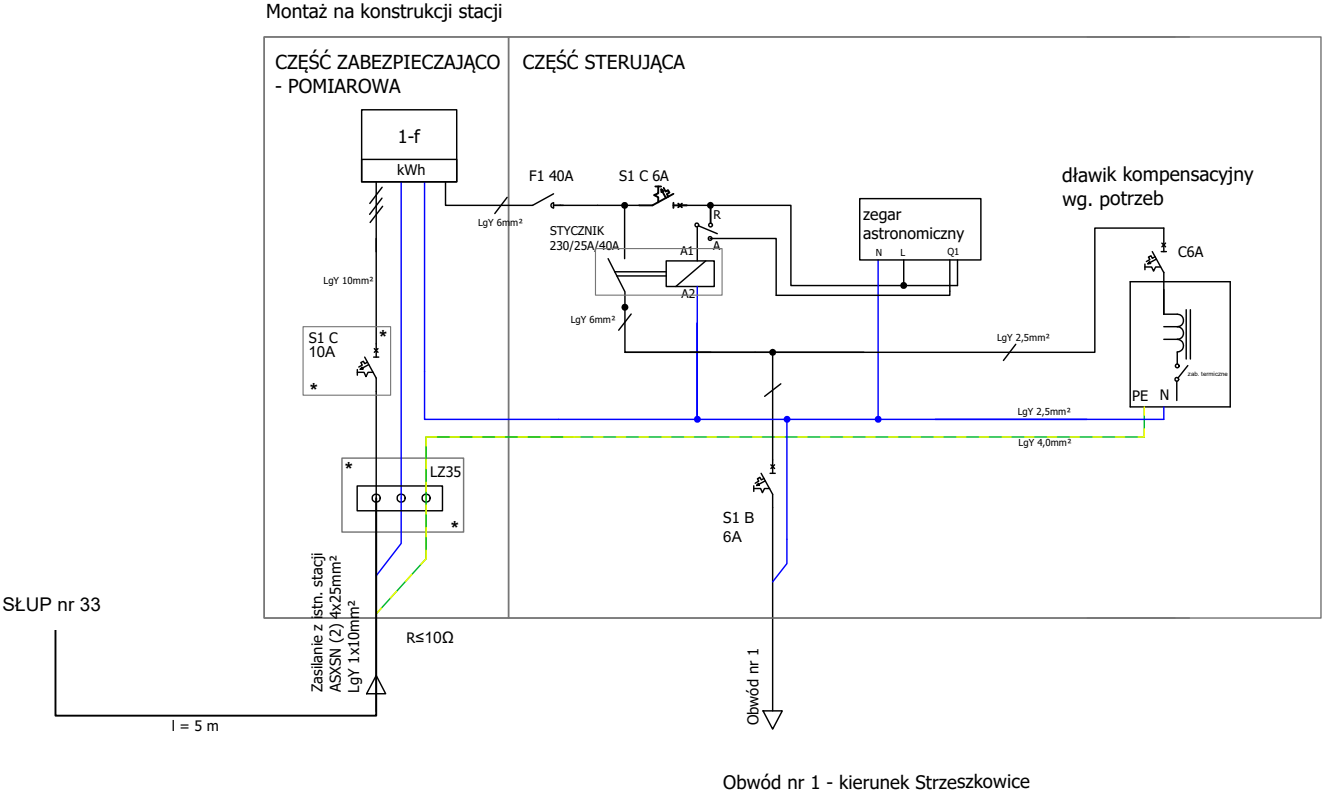 Montaż na konstrukcji stacji
CZĘŚĆ ZABEZPIECZAJĄCO
- POMIAROWA
CZĘŚĆ STERUJĄCA
1-f
kWh
F1 40A
S1 C 6A
LgY 6mm²
STYCZNIK
230/25A/40A
R
A
A1
A2
zegar
astronomiczny
N
L
Q1
dławik kompensacyjny
wg. potrzeb
C6A
LgY 10mm²
LgY 6mm²
LgY 2,5mm²
S1 C
10A
*
*
zab. termiczne
PE
N
LgY 2,5mm²
LgY 4,0mm²
*
LZ35
*
S1 B
6A
Zasilanie z istn. stacji
ASXSN (2) 4x25mm²
LgY 1x10mm²
SŁUP nr 33
R≤10Ω
Obwód nr 1
l = 5 m
Obwód nr 1 - kierunek Strzeszkowice